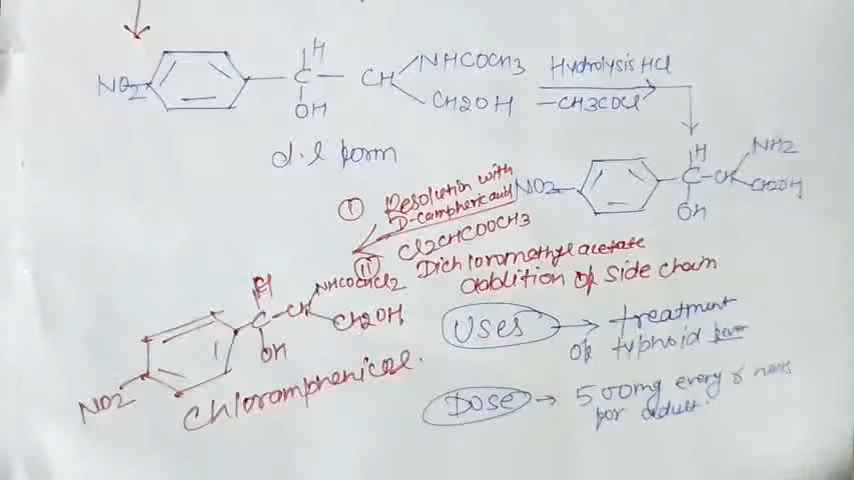 NO2 C H OH CH NHCOCH3 CH2OH
Hydrolysis HCl
-CH3COCl
d.l form
NO2 C H OH CH NH2 CH2OH
I Resolution with
D-camphoric acid
II Cl2CHCOOCH3
Dichloromethyl acetate
addition of side chain
NO2 C H OH CH NHCOCHCl2 CH2OH
Chloramphenicol.
Uses → treatment
of typhoid fever
Dose → 500mg every 6
for adult.